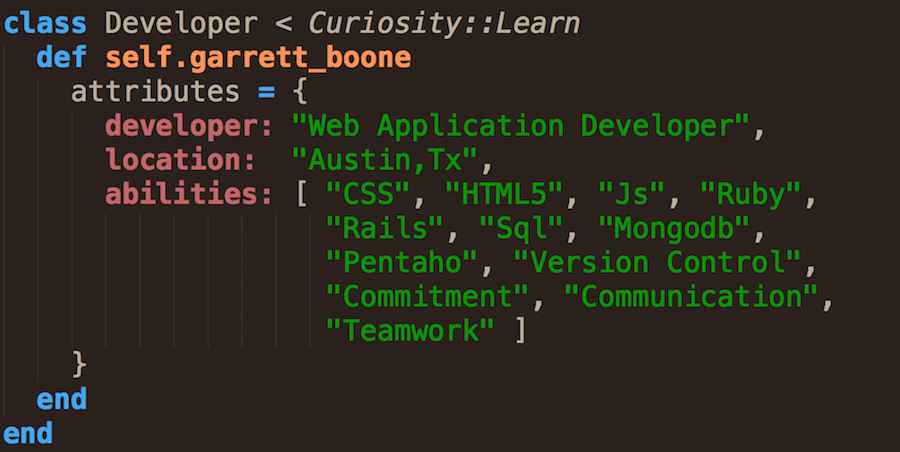 class Developer < Curiosity::Learn
  def self.garrett_boone
    attributes = {
      developer: "Web Application Developer",
      location:  "Austin,Tx",
      abilities: [ "CSS", "HTML5", "Js", "Ruby",
                   "Rails", "Sql", "Mongodb",
                   "Pentaho", "Version Control",
                   "Commitment", "Communication",
                   "Teamwork" ]
    }
  end
end